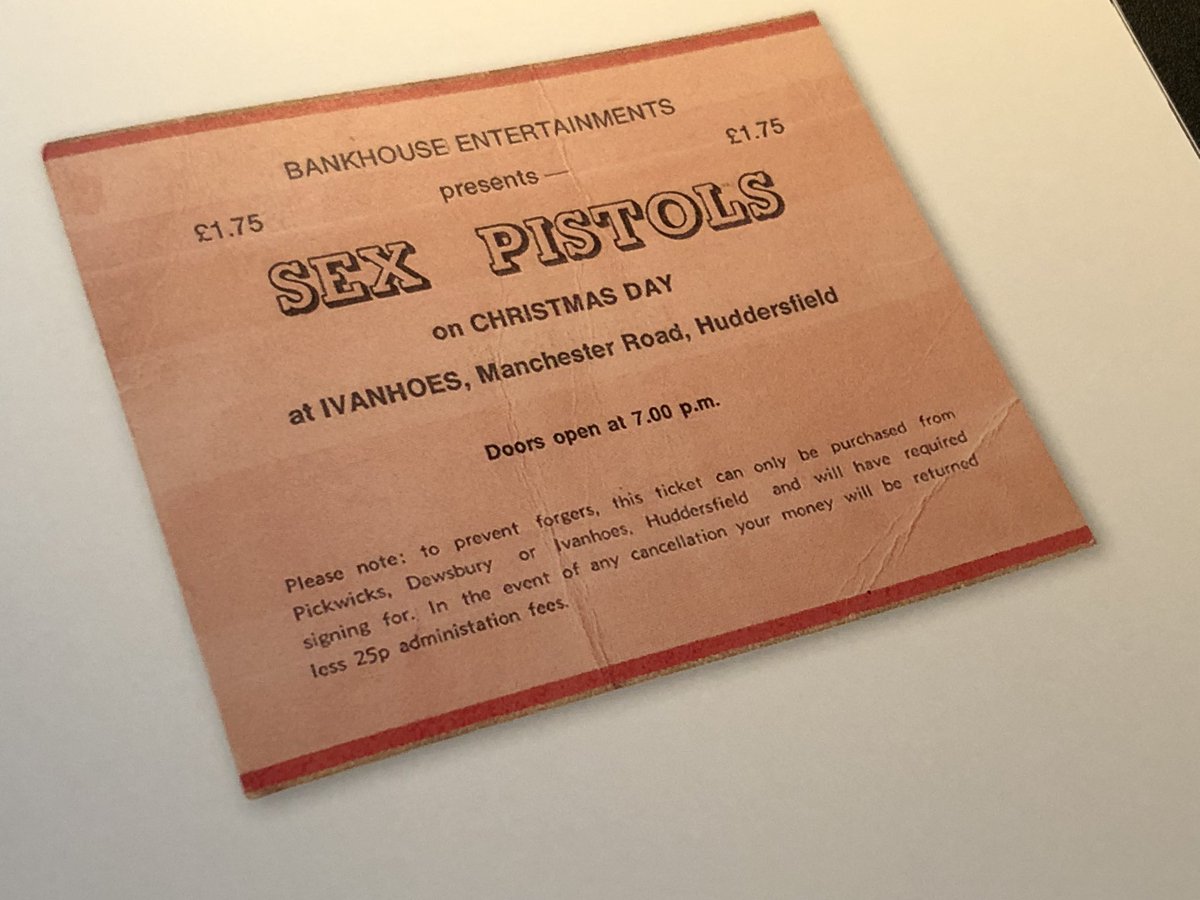 BANKHOUSE ENTERTAINMENTS
presents —
£1.75
£1.75
SEX PISTOLS
on CHRISTMAS DAY
at IVANHOES, Manchester Road, Huddersfield
Doors open at 7.00 p.m.
Please note: to prevent forgers, this ticket can only be purchased from
Pickwicks, Dewsbury or Ivanhoes, Huddersfield and will have required
signing for. In the event of any cancellation your money will be returned
less 25p administation fees.